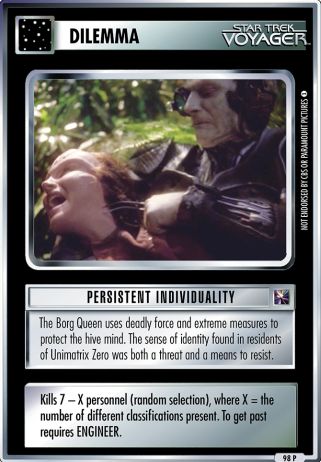 DILEMMA
STAR TREK
VOYAGER
NOT ENDORSED BY CBS OR PARAMOUNT PICTURES
PERSISTENT INDIVIDUALITY
The Borg Queen uses deadly force and extreme measures to
protect the hive mind. The sense of identity found in residents
of Unimatrix Zero was both a threat and a means to resist.
Kills 7 – X personnel (random selection), where X = the
number of different classifications present. To get past
requires ENGINEER.
98 P